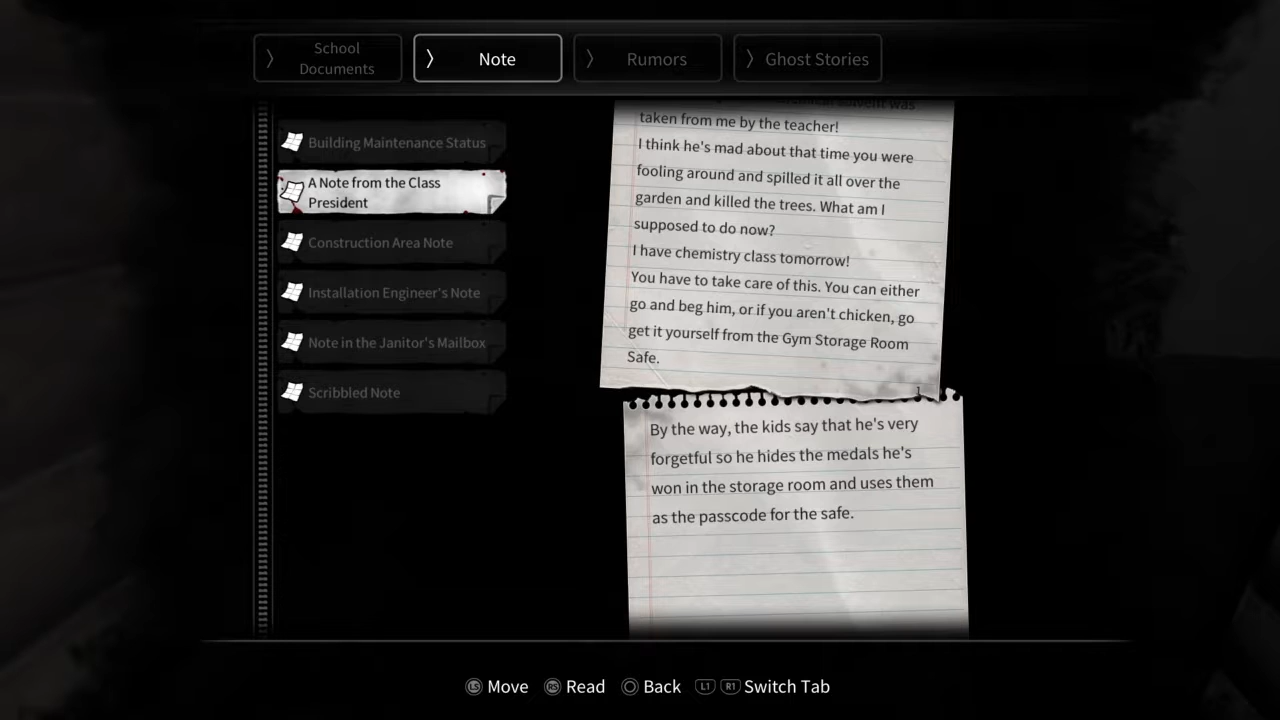 School
Documents
Note
Rumors
Ghost Stories
Building Maintenance Status
A Note from the Class
President
Construction Area Note
Installation Engineer's Note
Note in the Janitor's Mailbox
Scribbled Note
was
taken from me by the teacher!
I think he's mad about that time you were
fooling around and spilled it all over the
garden and killed the trees. What am I
supposed to do now?
I have chemistry class tomorrow!
You have to take care of this. You can either
go and beg him, or if you aren't chicken, go
get it yourself from the Gym Storage Room
Safe.
1
By the way, the kids say that he's very
forgetful so he hides the medals he's
won in the storage room and uses them
as the passcode for the safe.
LS Move RS Read Back L1 R1 Switch Tab